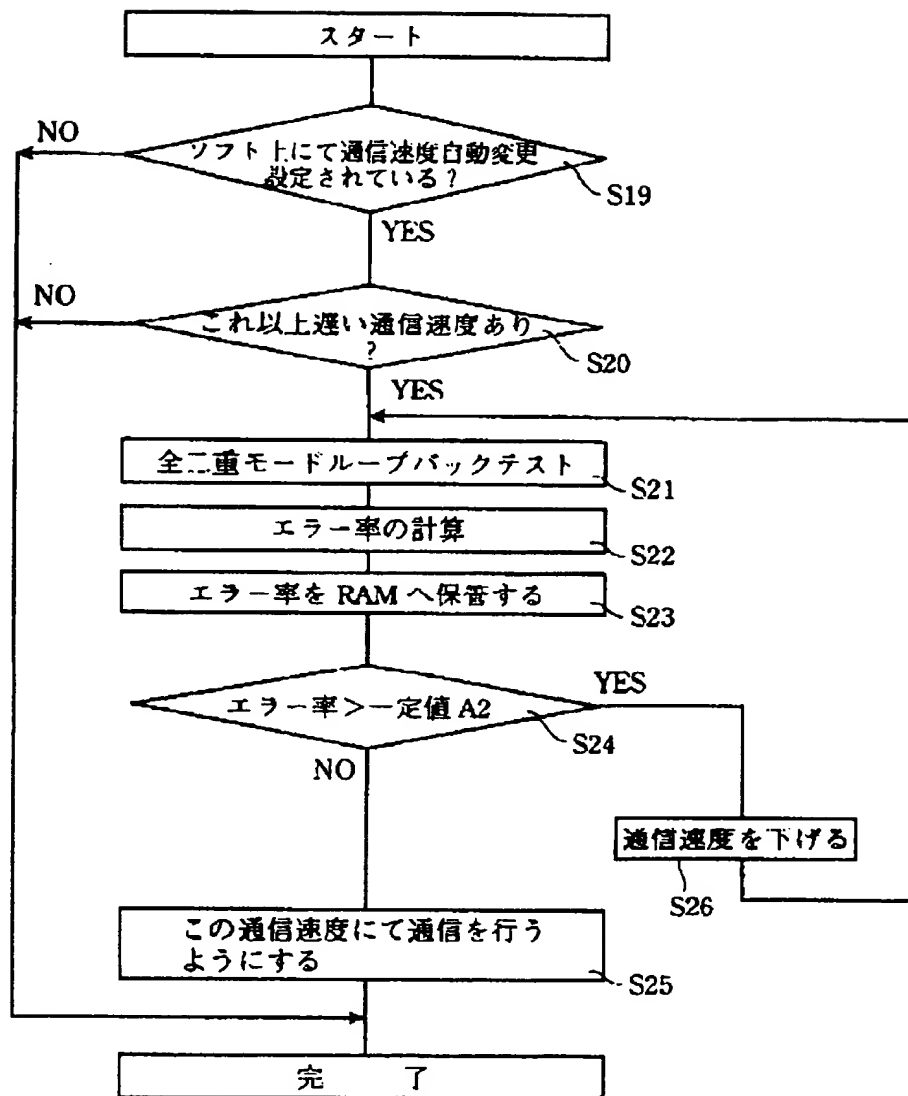 スタート
NO
ソフト上にて通信速度自動変更
設定されている?
S19
YES
NO
これ以上遅い通信速度あり
?
S20
YES
全二重モードループバックテスト
S21
エラー率の計算
S22
エラー率をRAMへ保管する
S23
エラー率>一定値A2
YES
S24
NO
通信速度を下げる
S26
この通信速度にて通信を行う
ようにする
S25
完 了